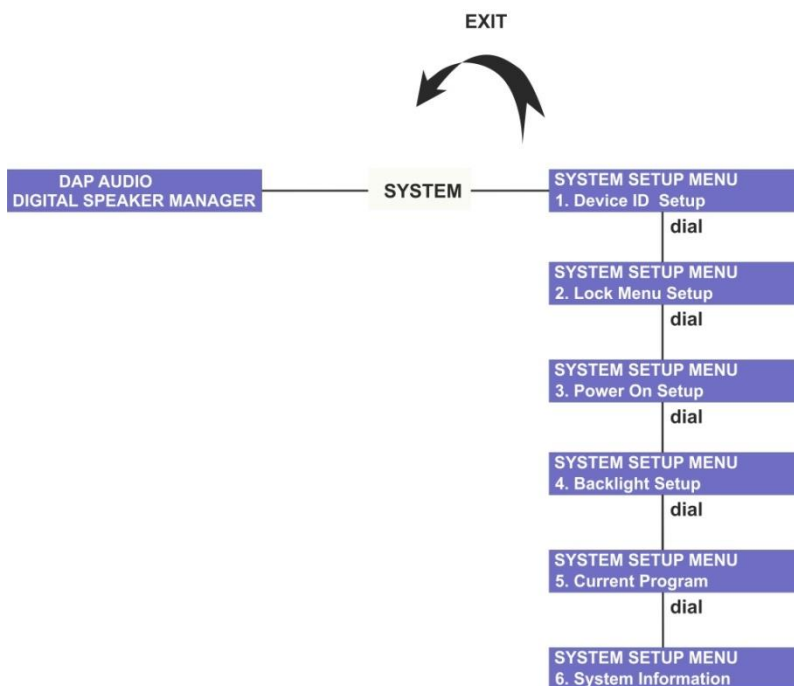 EXIT
DAP AUDIO
DIGITAL SPEAKER MANAGER
SYSTEM
SYSTEM SETUP MENU
1. Device ID Setup
dial
SYSTEM SETUP MENU
2. Lock Menu Setup
dial
SYSTEM SETUP MENU
3. Power On Setup
dial
SYSTEM SETUP MENU
4. Backlight Setup
dial
SYSTEM SETUP MENU
5. Current Program
dial
SYSTEM SETUP MENU
6. System Information